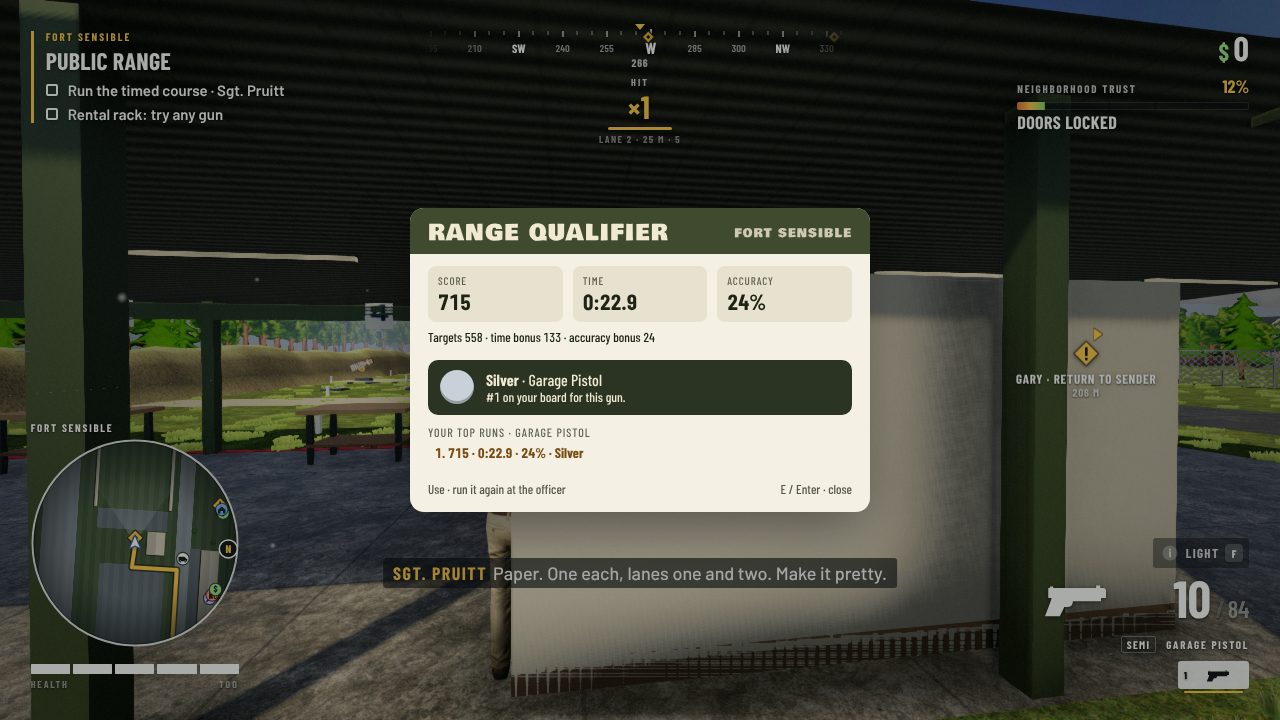 FORT SENSIBLE
PUBLIC RANGE
Run the timed course · Sgt. Pruitt
Rental rack: try any gun
210 SW 240 255 W 285 300 NW 330
266
HIT
×1
LANE 2 · 25 M · 5
$ 0
NEIGHBORHOOD TRUST 12%
DOORS LOCKED
RANGE QUALIFIER FORT SENSIBLE
SCORE TIME ACCURACY
715 0:22.9 24%
Targets 558 · time bonus 133 · accuracy bonus 24
Silver · Garage Pistol
#1 on your board for this gun.
YOUR TOP RUNS · GARAGE PISTOL
1. 715 · 0:22.9 · 24% · Silver
Use · run it again at the officer E / Enter · close
GARY · RETURN TO SENDER
206 M
FORT SENSIBLE
N
$
HEALTH 100
SGT. PRUITT Paper. One each, lanes one and two. Make it pretty.
i LIGHT F
10 / 84
SEMI GARAGE PISTOL
1